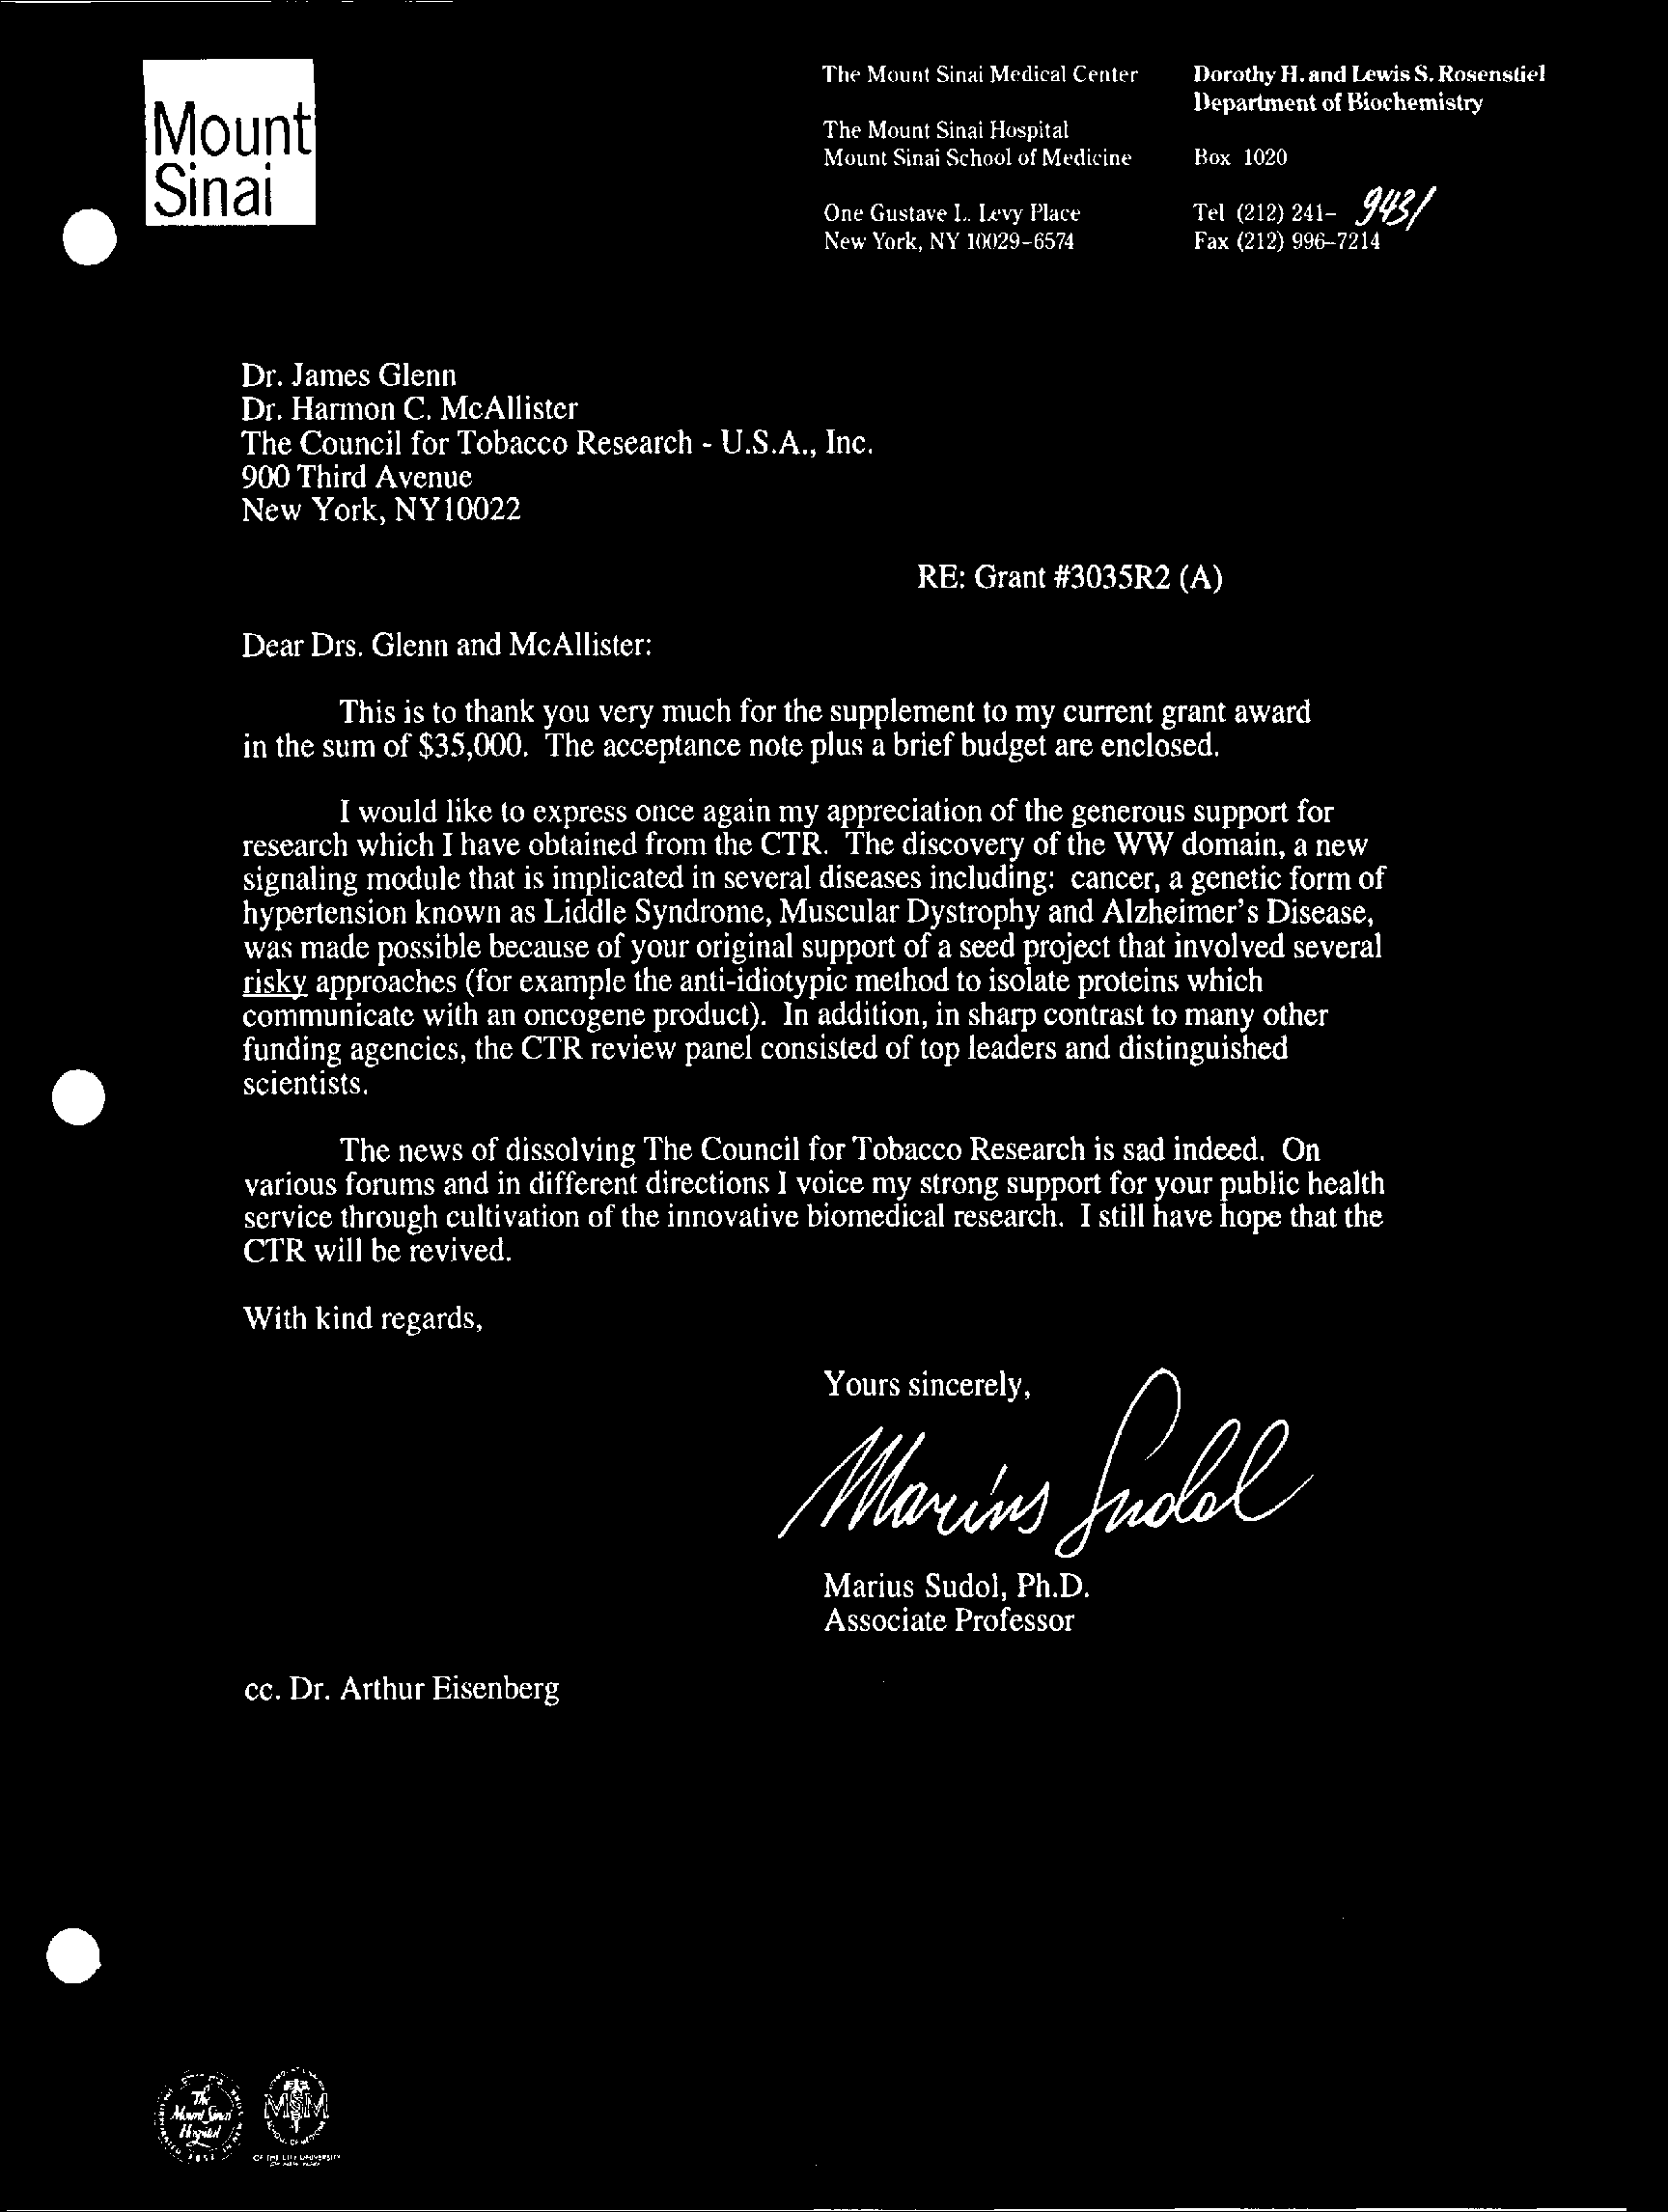 Mount
Sinai
The Mount Sinai Medical Center
The Mount Sinai Hospital
Mount Sinai School of Medicine
One Gustave L. Levy Place
New York, NY 10029-6574
Dorothy H. and Lewis S. Rosenstiel
Department of Biochemistry
Box 1020
Tel (212) 241- 9431
Fax (212) 996-7214
Dr. James Glenn
Dr. Harmon C. McAllister
The Council for Tobacco Research - U.S.A., Inc.
900 Third Avenue
New York, NY10022
RE: Grant #3035R2 (A)
Dear Drs. Glenn and McAllister:
This is to thank you very much for the supplement to my current grant award
in the sum of $35,000. The acceptance note plus a brief budget are enclosed.
I would like to express once again my appreciation of the generous support for
research which I have obtained from the CTR. The discovery of the WW domain, a new
signaling module that is implicated in several diseases including: cancer, a genetic form of
hypertension known as Liddle Syndrome, Muscular Dystrophy and Alzheimer's Disease,
was made possible because of your original support of a seed project that involved several
risky approaches (for example the anti-idiotypic method to isolate proteins which
communicate with an oncogene product). In addition, in sharp contrast to many other
funding agencies, the CTR review panel consisted of top leaders and distinguished
scientists.
The news of dissolving The Council for Tobacco Research is sad indeed. On
various forums and in different directions I voice my strong support for your public health
service through cultivation of the innovative biomedical research. I still have hope that the
CTR will be revived.
With kind regards,
Yours sincerely,
Marius Sudol
Marius Sudol, Ph.D.
Associate Professor
cc. Dr. Arthur Eisenberg
The
Mount Sinai
Hospital
MSM
OF THE CITY UNIVERSITY
OF NEW YORK